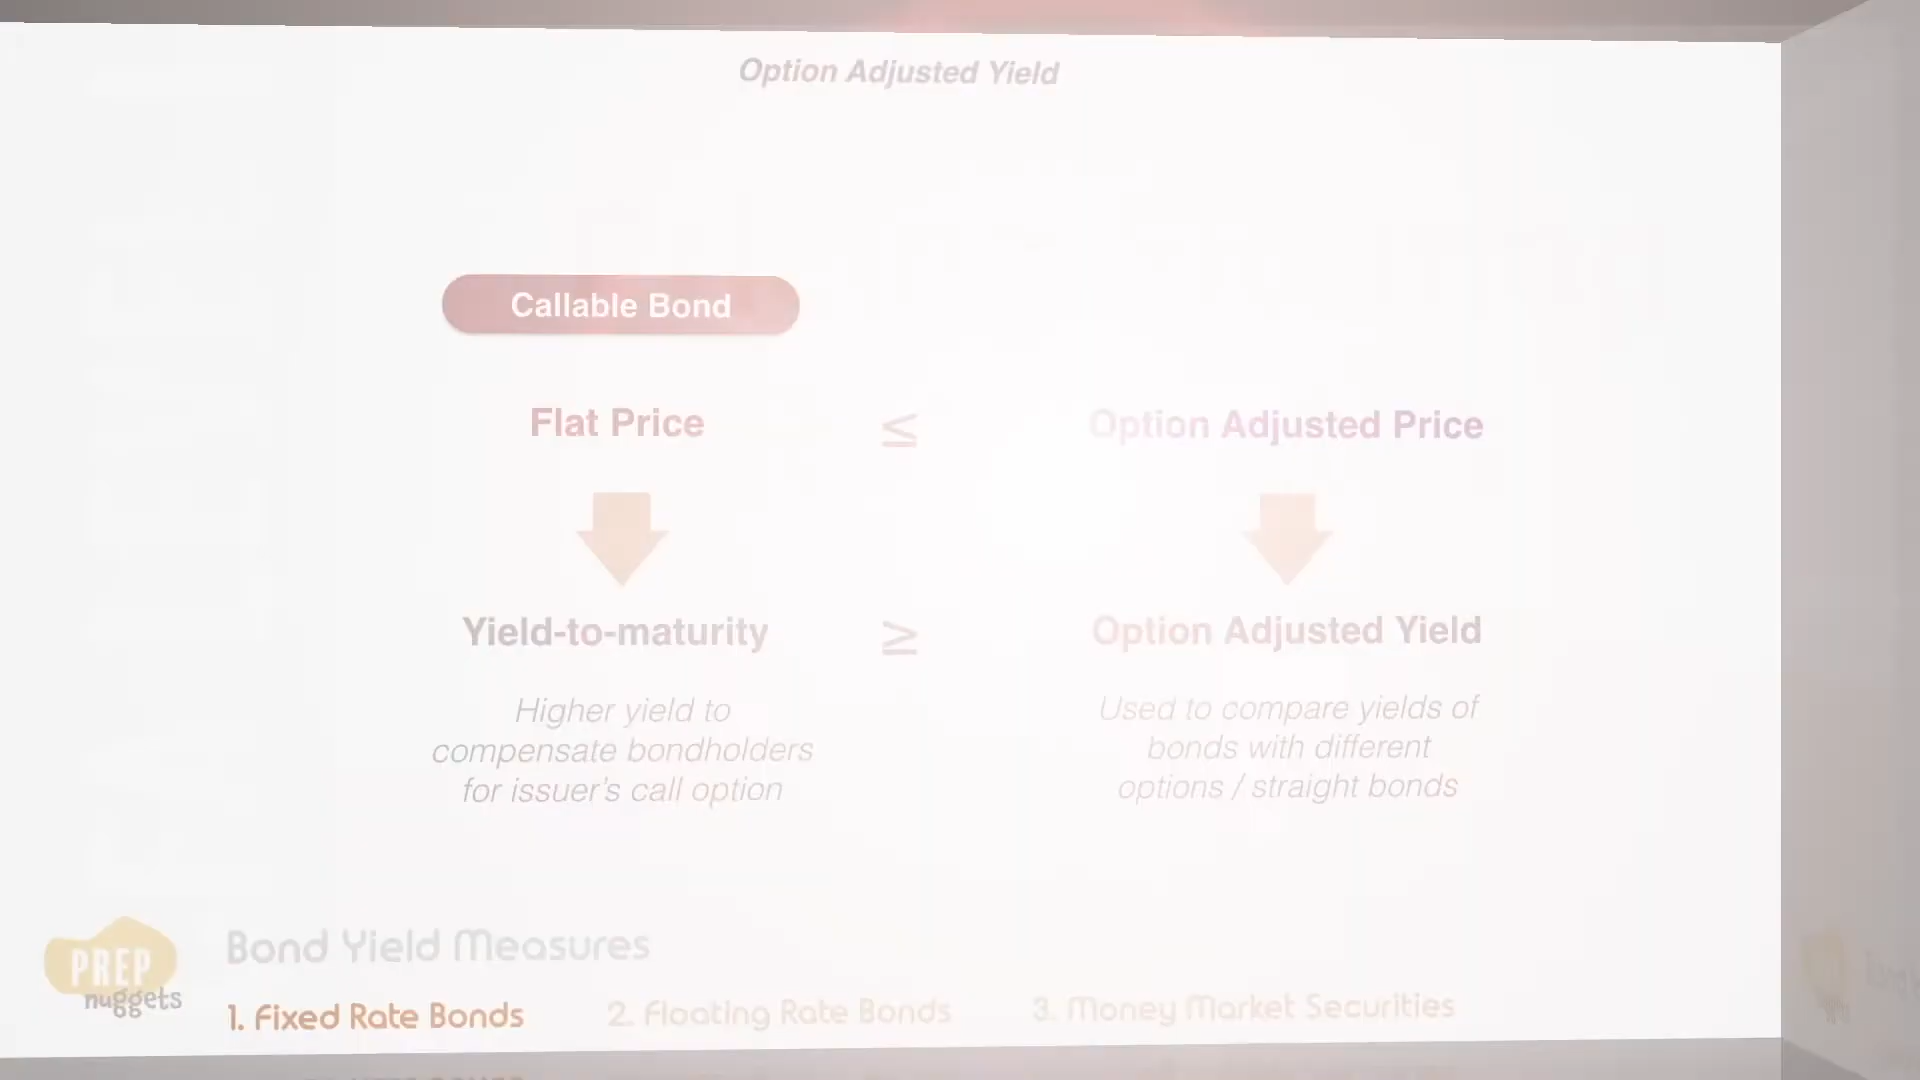 Option Adjusted Yield
Callable Bond
Flat Price ≤ Option Adjusted Price
Yield-to-maturity ≥ Option Adjusted Yield
Higher yield to
compensate bondholders
for issuer's call option
Used to compare yields of
bonds with different
options / straight bonds
PREP
nuggets
Bond Yield Measures
1. Fixed Rate Bonds
2. Floating Rate Bonds
3. Money Market Securities